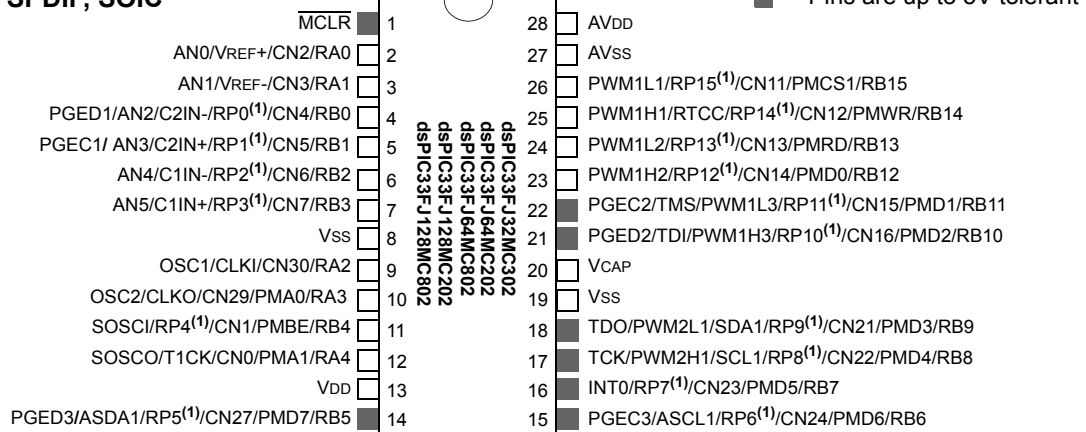 SPDIP, SOIC
Pins are up to 5V tolerant
MCLR 1
AN0/VREF+/CN2/RA0 2
AN1/VREF-/CN3/RA1 3
PGED1/AN2/C2IN-/RP0(1)/CN4/RB0 4
PGEC1/ AN3/C2IN+/RP1(1)/CN5/RB1 5
AN4/C1IN-/RP2(1)/CN6/RB2 6
AN5/C1IN+/RP3(1)/CN7/RB3 7
VSS 8
OSC1/CLKI/CN30/RA2 9
OSC2/CLKO/CN29/PMA0/RA3 10
SOSCI/RP4(1)/CN1/PMBE/RB4 11
SOSCO/T1CK/CN0/PMA1/RA4 12
VDD 13
PGED3/ASDA1/RP5(1)/CN27/PMD7/RB5 14
dsPIC33FJ32MC302
dsPIC33FJ64MC202
dsPIC33FJ64MC802
dsPIC33FJ128MC202
dsPIC33FJ128MC802
28 AVDD
27 AVSS
26 PWM1L1/RP15(1)/CN11/PMCS1/RB15
25 PWM1H1/RTCC/RP14(1)/CN12/PMWR/RB14
24 PWM1L2/RP13(1)/CN13/PMRD/RB13
23 PWM1H2/RP12(1)/CN14/PMD0/RB12
22 PGEC2/TMS/PWM1L3/RP11(1)/CN15/PMD1/RB11
21 PGED2/TDI/PWM1H3/RP10(1)/CN16/PMD2/RB10
20 VCAP
19 VSS
18 TDO/PWM2L1/SDA1/RP9(1)/CN21/PMD3/RB9
17 TCK/PWM2H1/SCL1/RP8(1)/CN22/PMD4/RB8
16 INT0/RP7(1)/CN23/PMD5/RB7
15 PGEC3/ASCL1/RP6(1)/CN24/PMD6/RB6